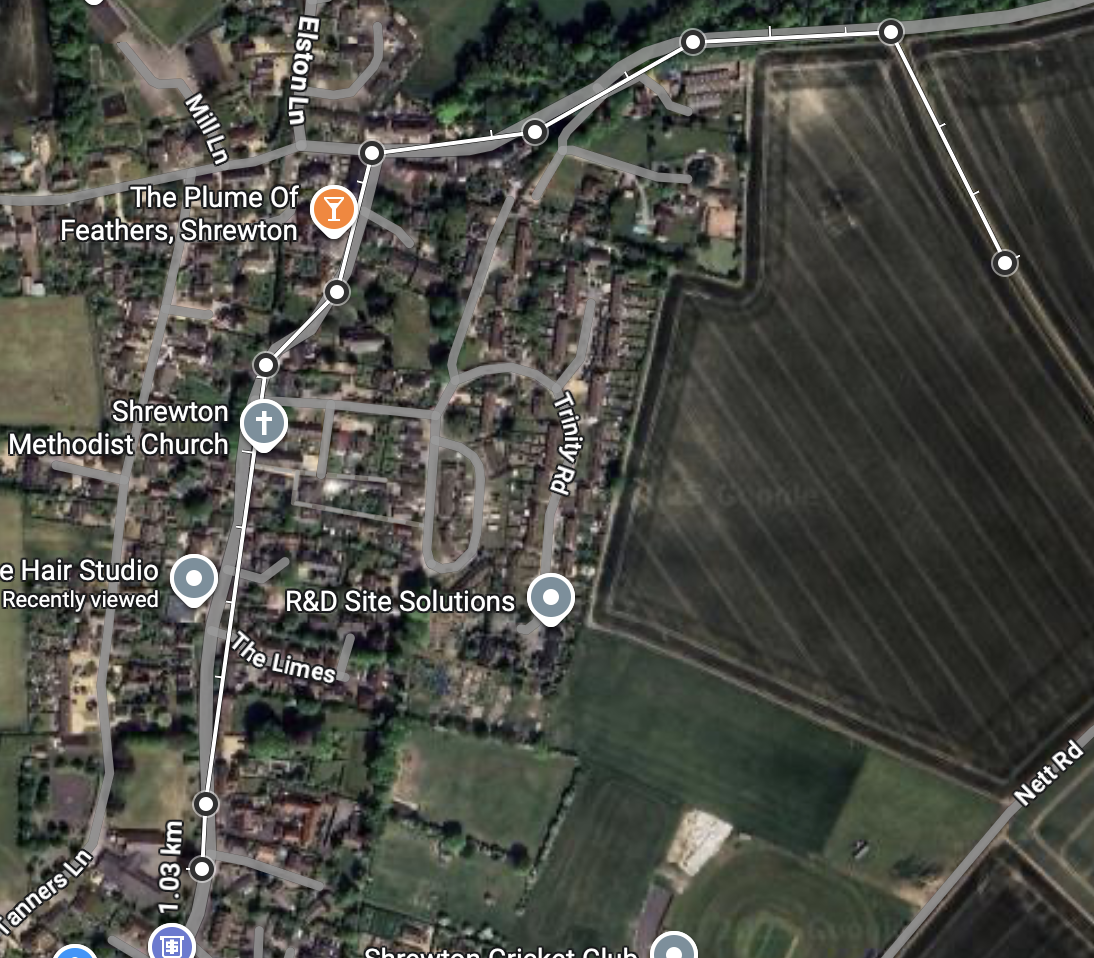 Elston Ln
Mill Ln
The Plume Of
Feathers, Shrewton
Shrewton
Methodist Church
Trinity Rd
Google
e Hair Studio
Recently viewed
R&D Site Solutions
The Limes
Nett Rd
1.03 km
Tanners Ln
Shrewton Cricket Club